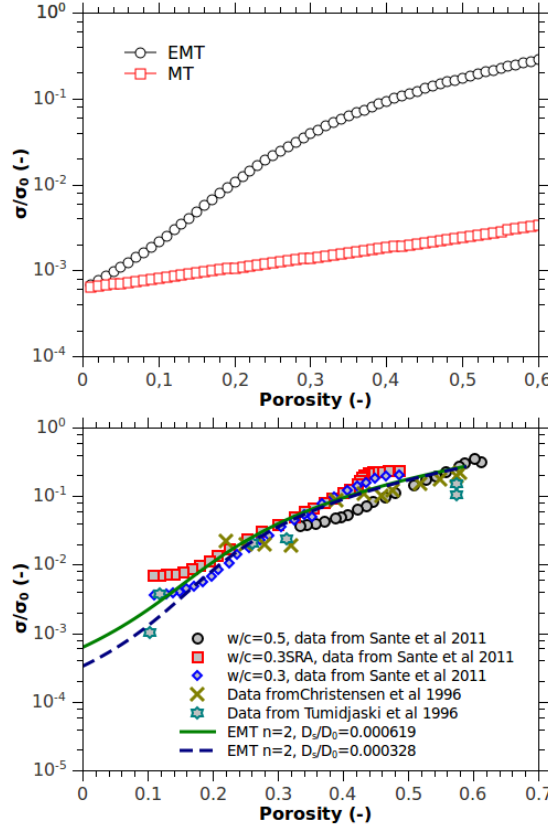 10⁰
10⁻¹
10⁻²
10⁻³
10⁻⁴
σ/σ₀ (-)
EMT
MT
0 0,1 0,2 0,3 0,4 0,5 0,6
Porosity (-)
10⁰
10⁻¹
10⁻²
10⁻³
10⁻⁴
10⁻⁵
σ/σ₀ (-)
w/c=0.5, data from Sante et al 2011
w/c=0.3SRA, data from Sante et al 2011
w/c=0.3, data from Sante et al 2011
Data fromChristensen et al 1996
Data from Tumidjaski et al 1996
EMT n=2, Dₛ/D₀=0.000619
EMT n=2, Dₛ/D₀=0.000328
0 0.1 0.2 0.3 0.4 0.5 0.6 0.7
Porosity (-)